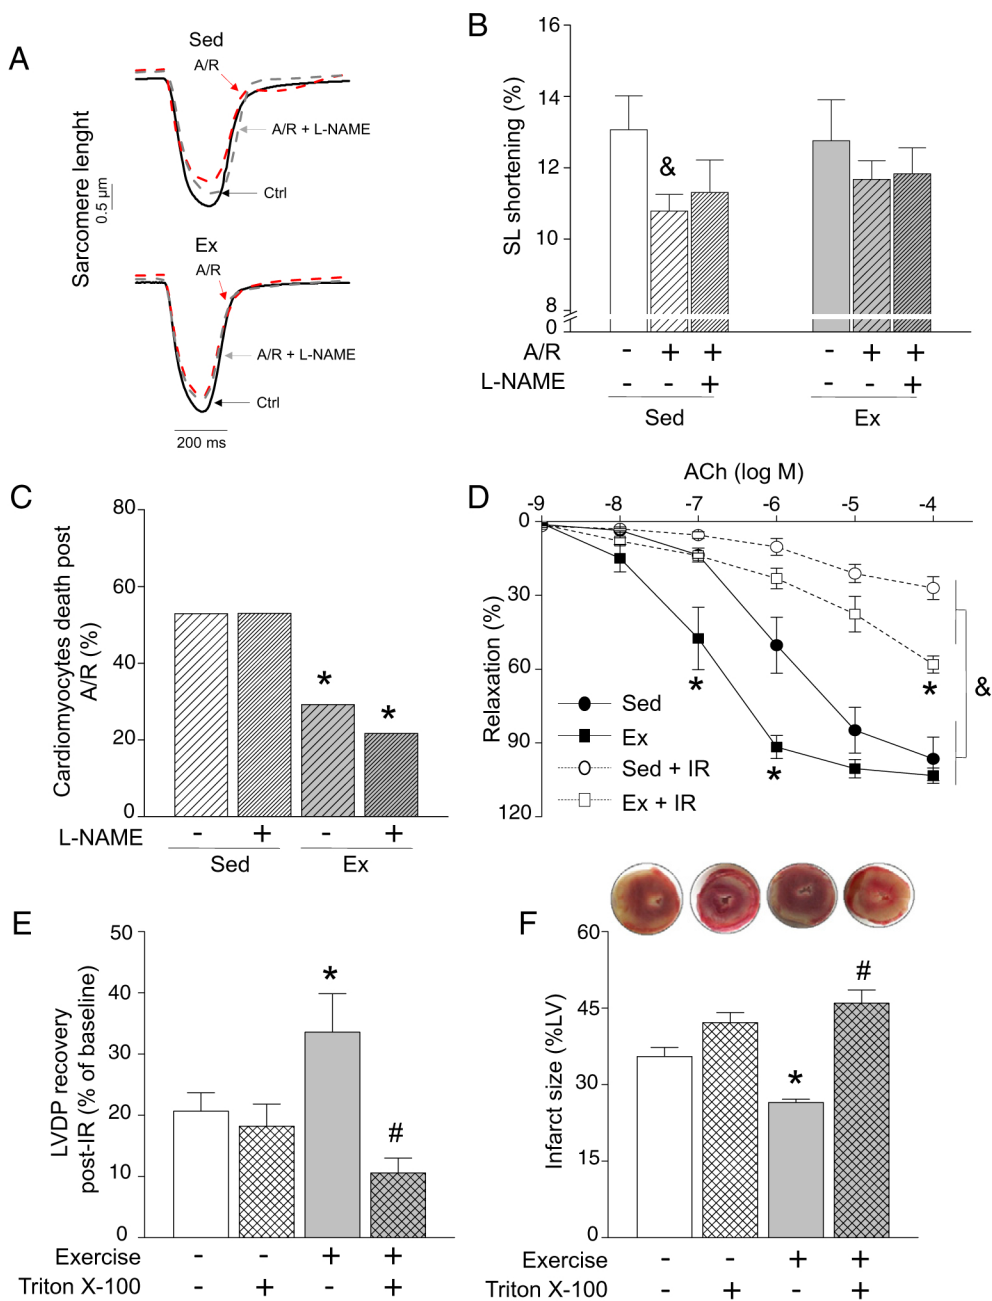 A
Sed
A/R
A/R + L-NAME
Ctrl
Sarcomere lenght
0.5 µm
Ex
A/R
A/R + L-NAME
Ctrl
200 ms
B
SL shortening (%)
16
14
12
10
8
0
&
A/R - + + - + +
L-NAME - - + - - +
Sed Ex
C
Cardiomyocytes death post
A/R (%)
80
60
40
20
0
* *
L-NAME - + - +
Sed Ex
D
ACh (log M)
-9 -8 -7 -6 -5 -4
Relaxation (%)
0
30
60
90
120
* * *
&
Sed
Ex
Sed + IR
Ex + IR
E
LVDP recovery
post-IR (% of baseline)
50
40
30
20
10
0
*
#
Exercise - - + +
Triton X-100 - + - +
F
Infarct size (%LV)
60
45
30
15
0
*
#
Exercise - - + +
Triton X-100 - + - +